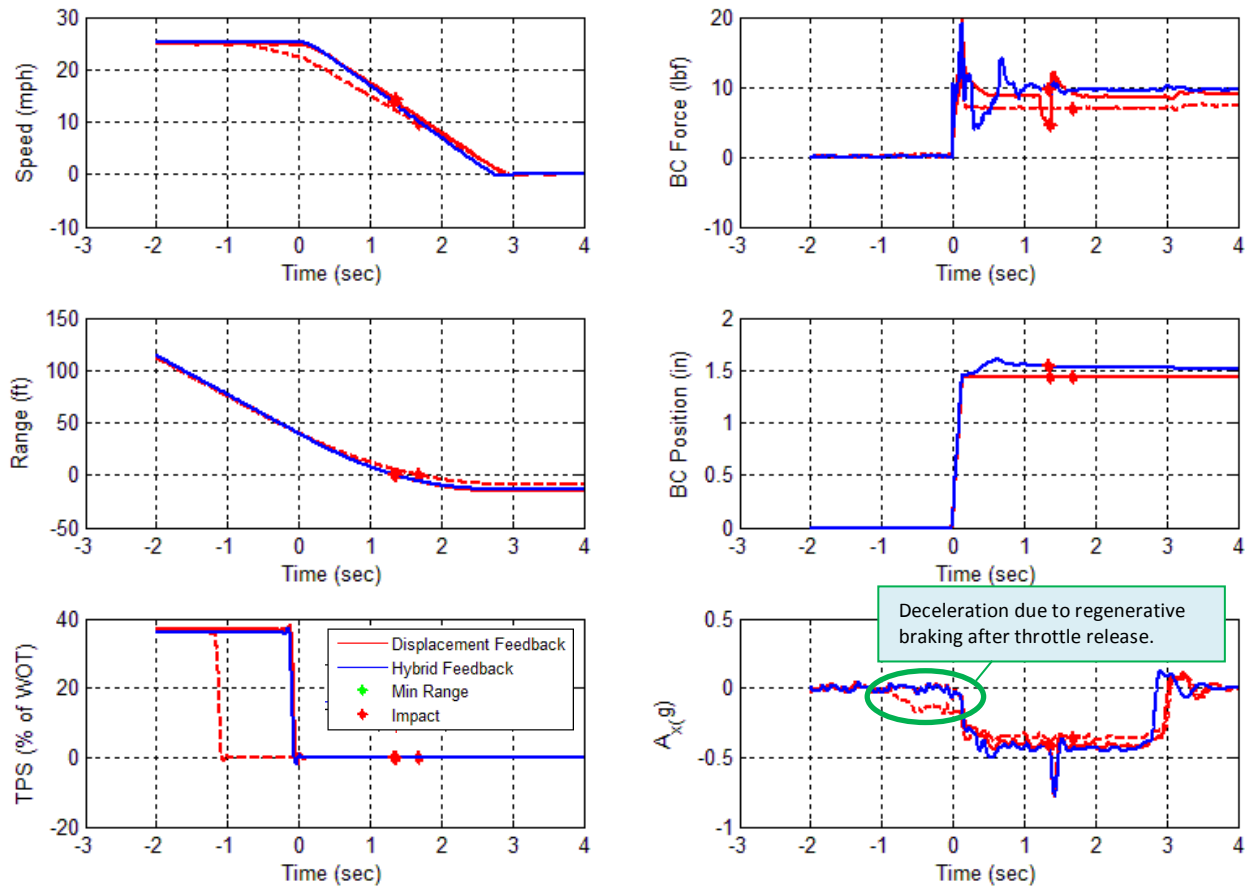 30
20
10
0
-10
Speed (mph)
-3 -2 -1 0 1 2 3 4
Time (sec)
20
10
0
-10
BC Force (lbf)
-3 -2 -1 0 1 2 3 4
Time (sec)
150
100
50
0
-50
Range (ft)
-3 -2 -1 0 1 2 3 4
Time (sec)
2
1.5
1
0.5
0
BC Position (in)
-3 -2 -1 0 1 2 3 4
Time (sec)
40
20
0
-20
TPS (% of WOT)
Displacement Feedback
Hybrid Feedback
Min Range
Impact
-3 -2 -1 0 1 2 3 4
Time (sec)
Deceleration due to regenerative
braking after throttle release.
0.5
0
-0.5
-1
Ax(g)
-3 -2 -1 0 1 2 3 4
Time (sec)